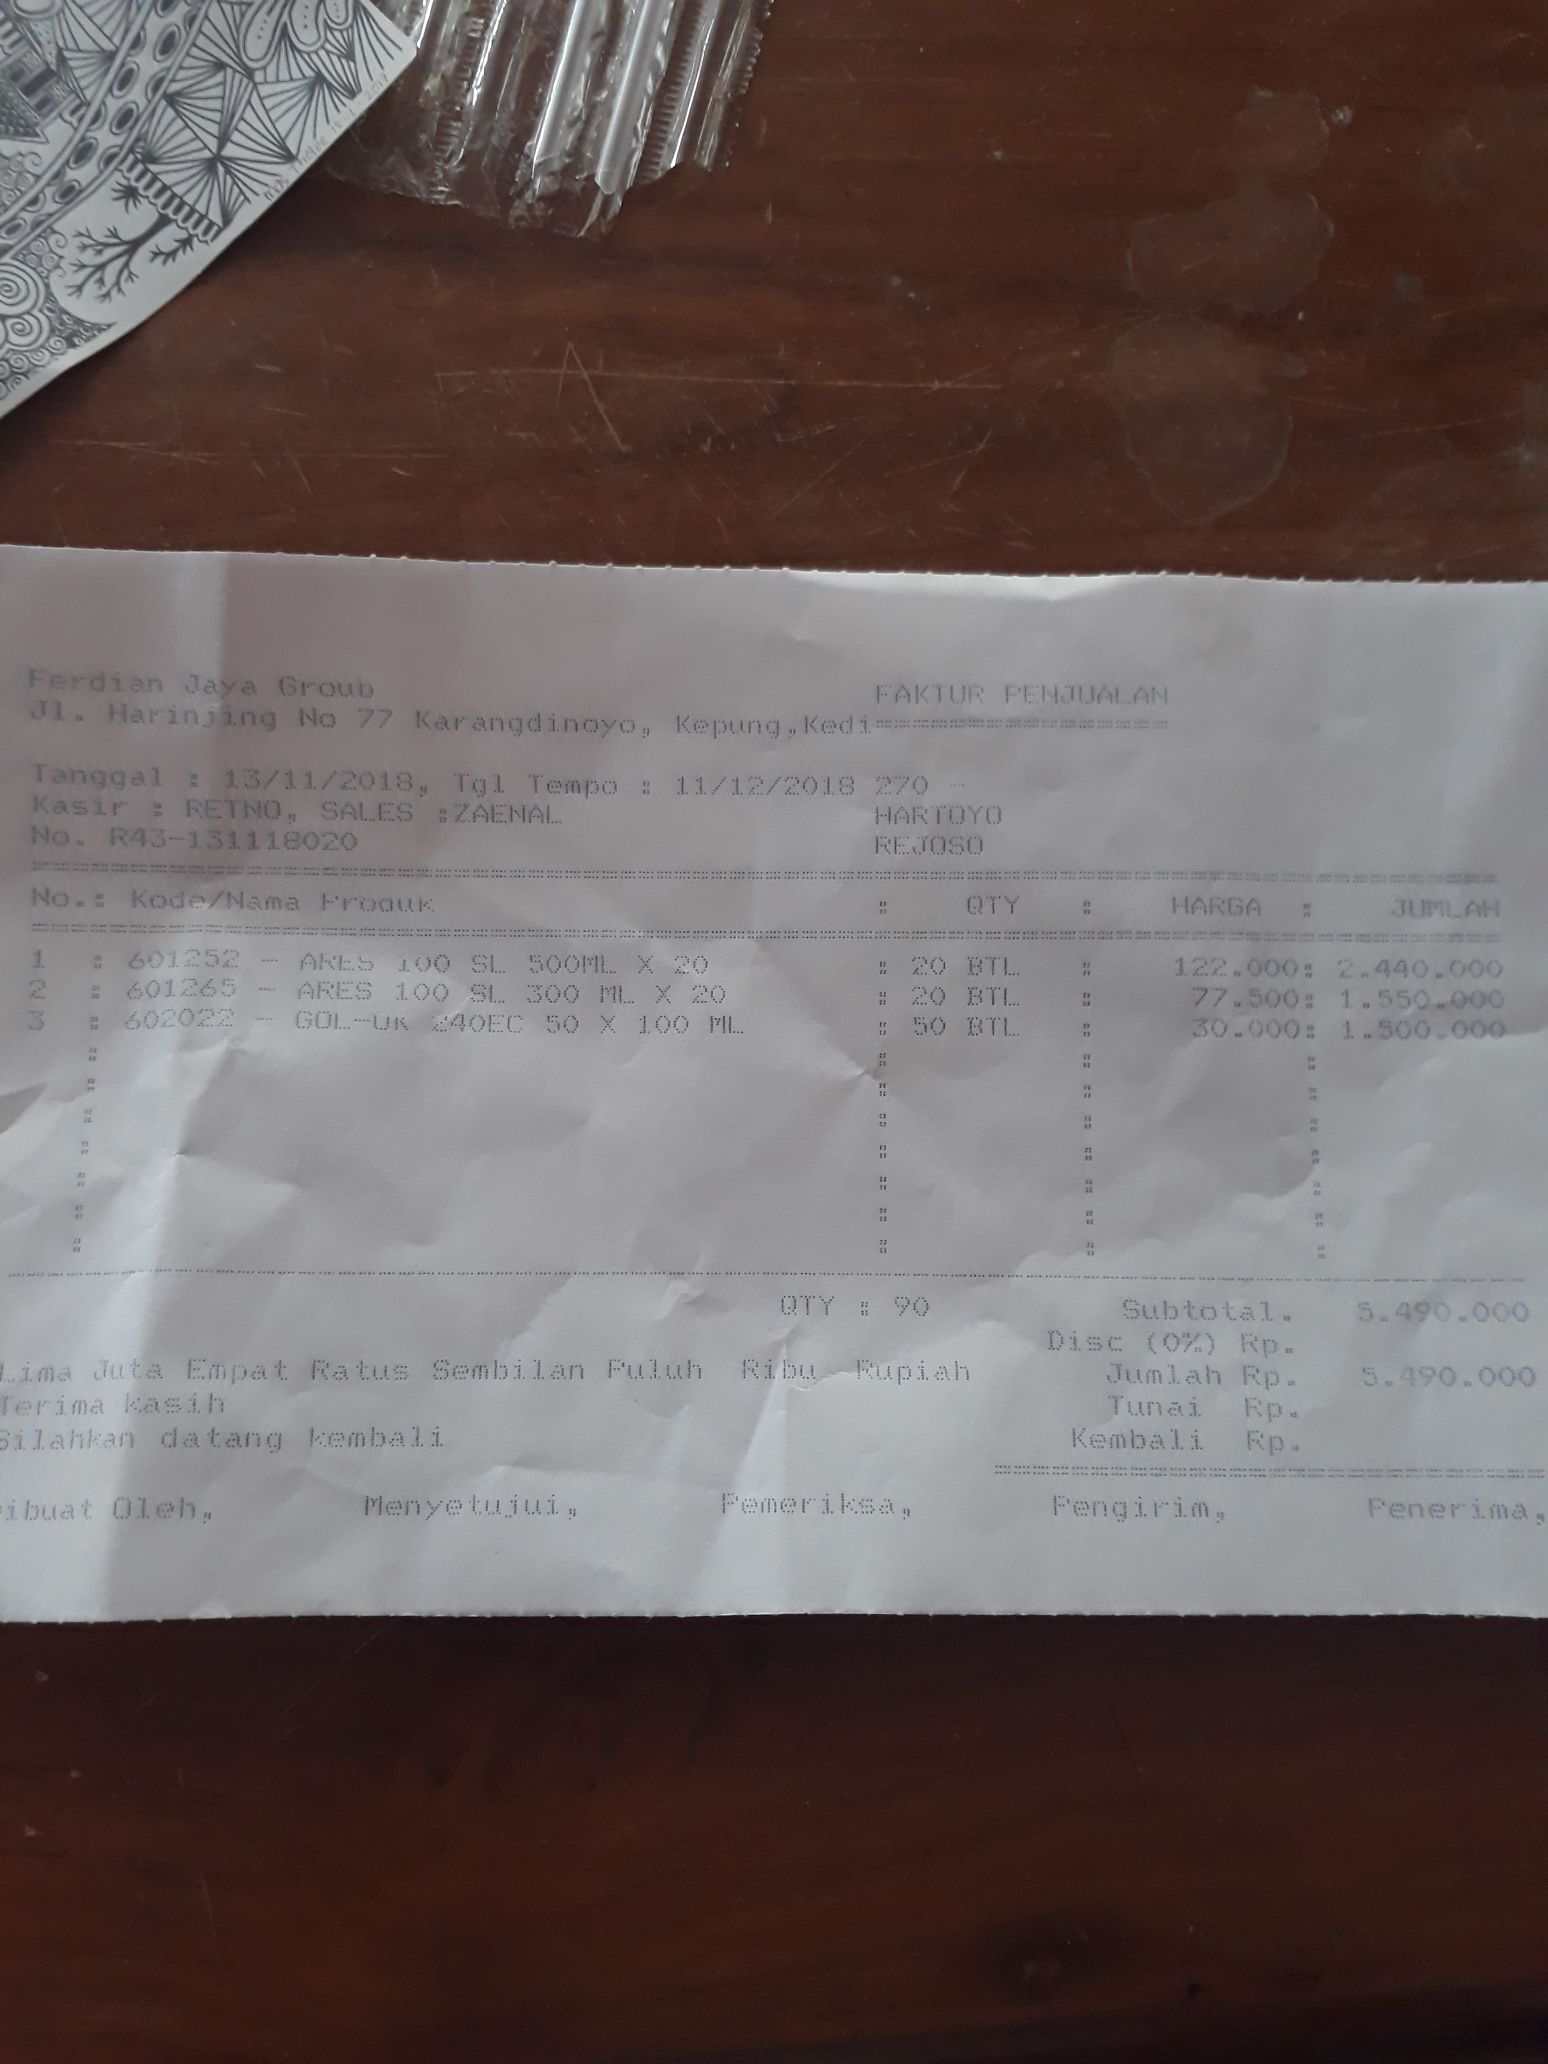 Ferdian Jaya Groub
FAKTUR PENJUALAN
Jl. Harinjing No 77 Karangdinoyo, Kepung,Kedi==================
Tanggal : 13/11/2018, Tgl Tempo : 11/12/2018 270 -
Kasir : RETNO, SALES :ZAENAL HARTOYO
No. R43-131118020 REJOSO
No.: Kode/Nama Produk : QTY : HARGA : JUMLAH
1 : 601252 - ARES 100 SL 500ML X 20 : 20 BTL : 122.000: 2.440.000
2 : 601265 - ARES 100 SL 300 ML X 20 : 20 BTL : 77.500: 1.550.000
3 : 602022 - GOL-UK 240EC 50 X 100 ML : 50 BTL : 30.000: 1.500.000
QTY : 90 Subtotal. 5.490.000
Disc (0%) Rp.
Lima Juta Empat Ratus Sembilan Puluh Ribu Rupiah Jumlah Rp. 5.490.000
Terima kasih Tunai Rp.
Silahkan datang kembali Kembali Rp.
ibuat Oleh, Menyetujui, Pemeriksa, Pengirim, Penerima,